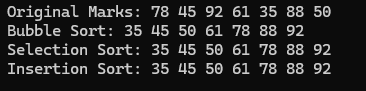 Original Marks: 78 45 92 61 35 88 50
Bubble Sort: 35 45 50 61 78 88 92
Selection Sort: 35 45 50 61 78 88 92
Insertion Sort: 35 45 50 61 78 88 92